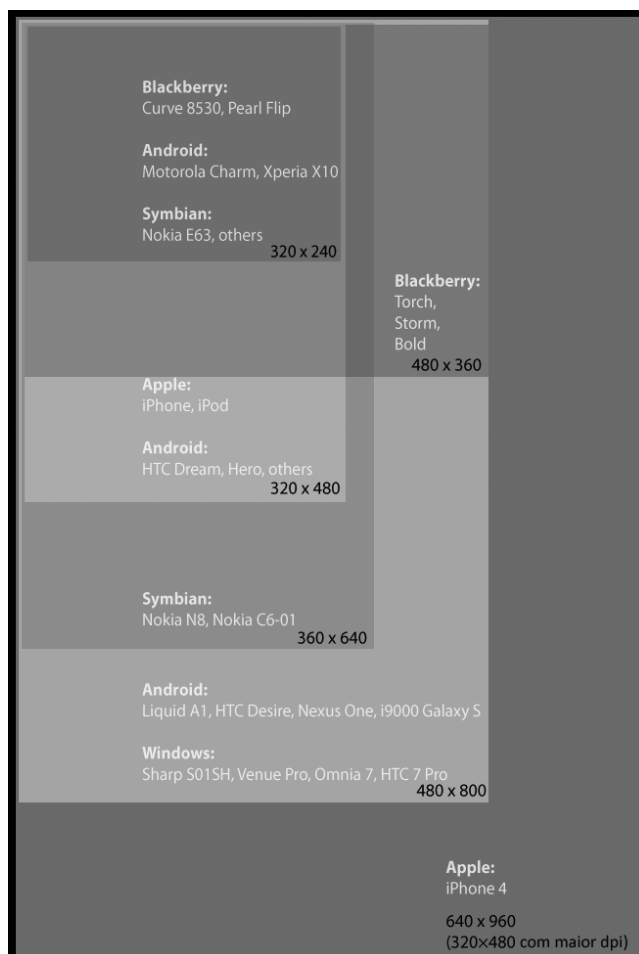 Blackberry:
Curve 8530, Pearl Flip
Android:
Motorola Charm, Xperia X10
Symbian:
Nokia E63, others
320 x 240
Blackberry:
Torch,
Storm,
Bold
480 x 360
Apple:
iPhone, iPod
Android:
HTC Dream, Hero, others
320 x 480
Symbian:
Nokia N8, Nokia C6-01
360 x 640
Android:
Liquid A1, HTC Desire, Nexus One, i9000 Galaxy S
Windows:
Sharp S01SH, Venue Pro, Omnia 7, HTC 7 Pro
480 x 800
Apple:
iPhone 4
640 x 960
(320×480 com maior dpi)